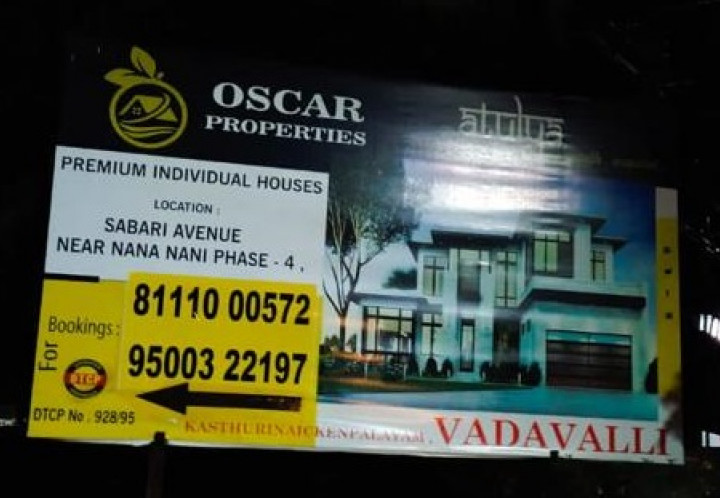 OSCAR
PROPERTIES
atulya
PREMIUM INDIVIDUAL HOUSES
LOCATION :
SABARI AVENUE
NEAR NANA NANI PHASE - 4 ,
For Bookings :
81110 00572
95003 22197
DTCP
DTCP No . 928/95
KASTHURINAICKENPALAYAM , VADAVALLI